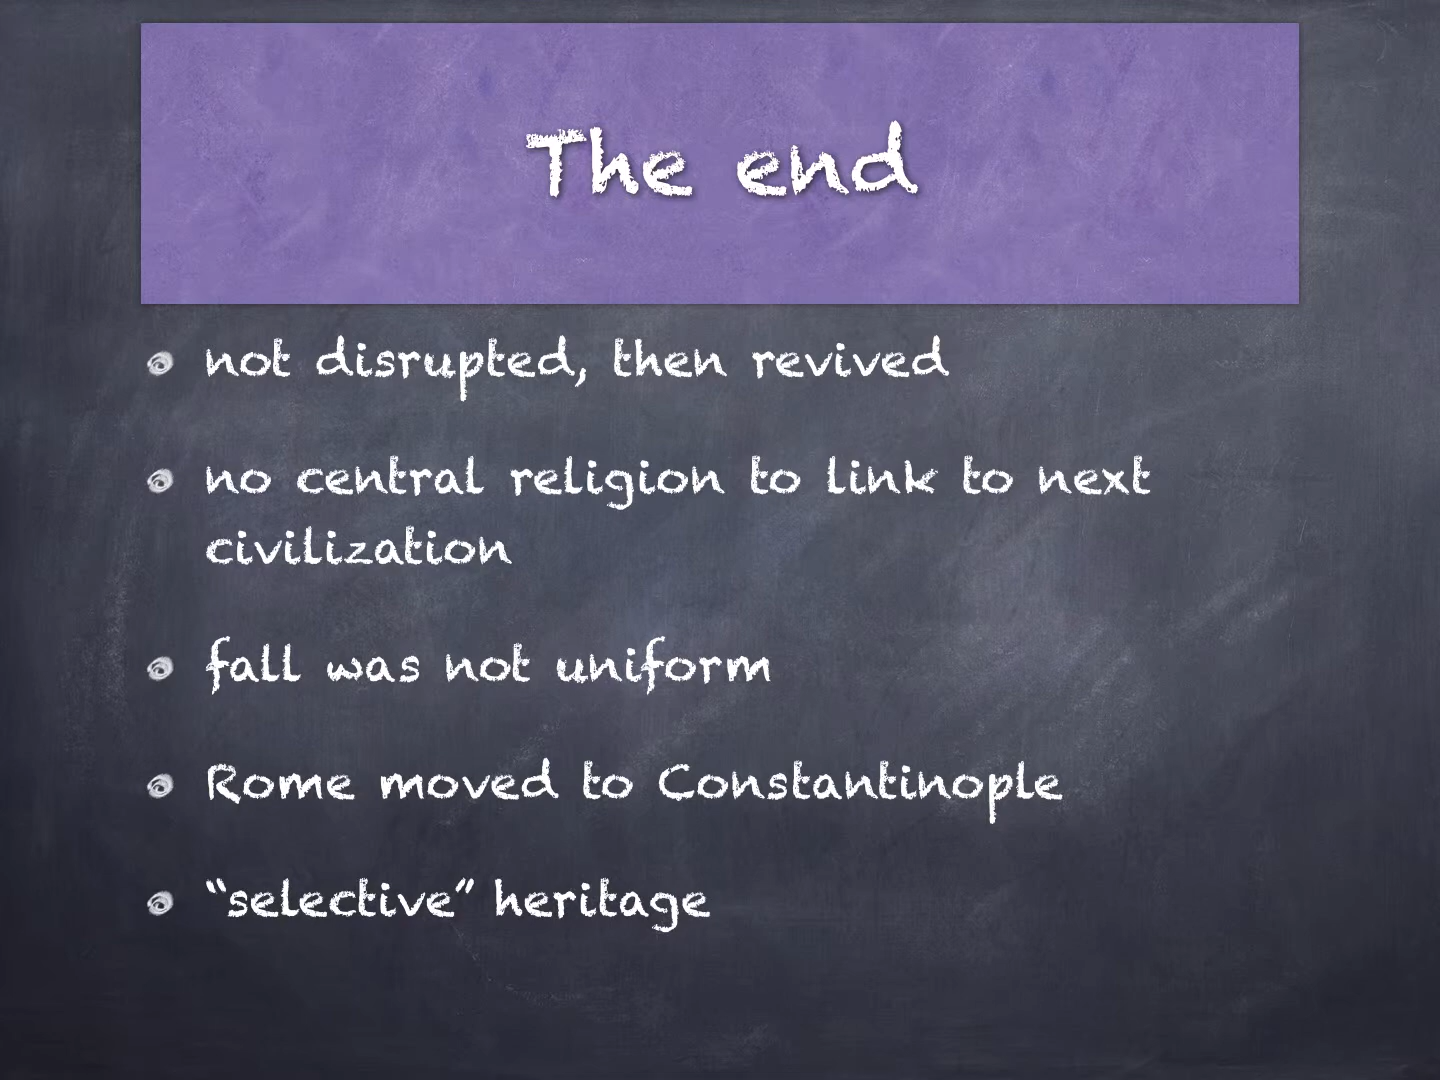 The end
not disrupted, then revived
no central religion to link to next
civilization
fall was not uniform
Rome moved to Constantinople
“selective” heritage